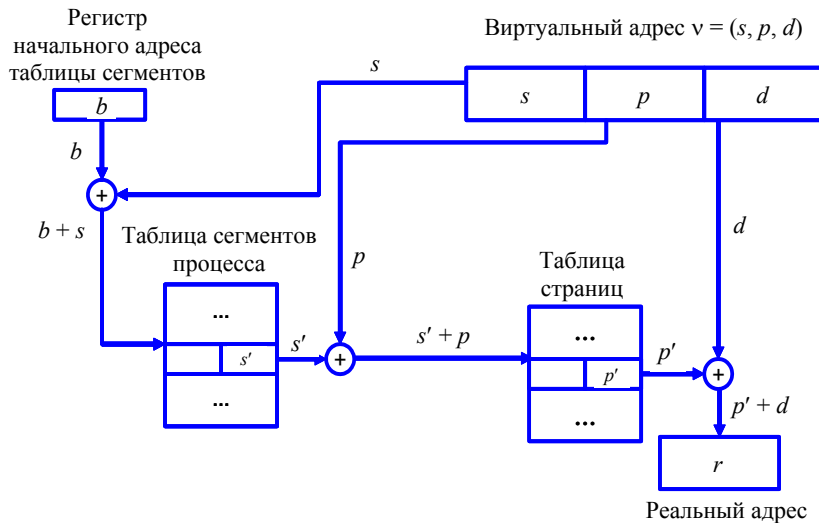 Регистр
начального адреса
таблицы сегментов
Виртуальный адрес ν = (s, p, d)
s
s
p
d
b
b
+
b + s
Таблица сегментов
процесса
p
d
Таблица
страниц
...
s′
...
s′
+
s′ + p
...
p′
...
p′
+
p′ + d
r
Реальный адрес